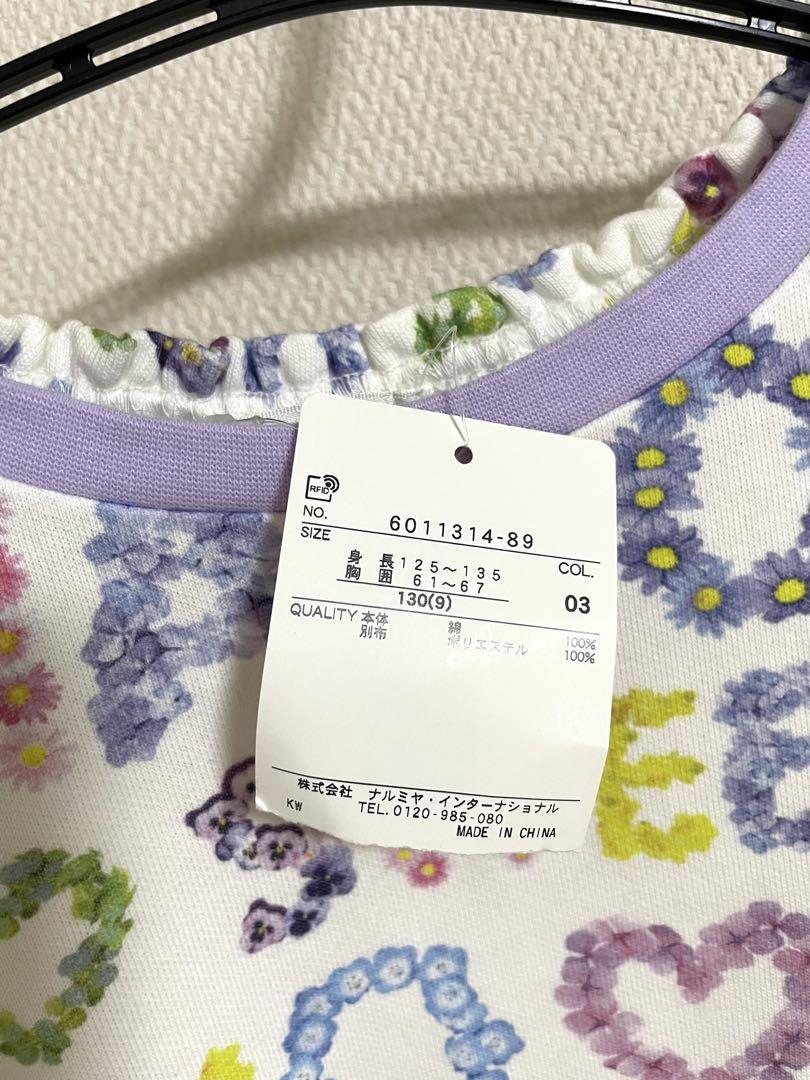 RFID
NO. 6011314-89
SIZE
COL.
身長 125～135
胸囲 61～67
130(9)
03
QUALITY 本体 綿 100%
別布 ポリエステル 100%
株式会社 ナルミヤ・インターナショナル
KW TEL.0120-985-080
MADE IN CHINA